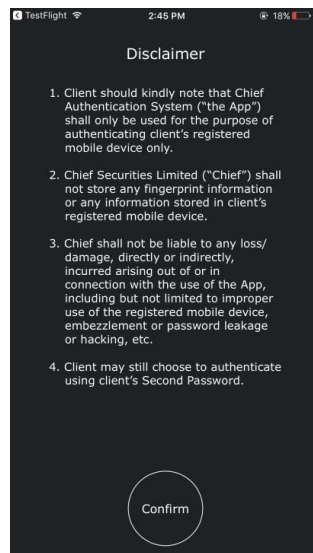 TestFlight 2:45 PM 18%
Disclaimer
1. Client should kindly note that Chief
Authentication System (“the App”)
shall only be used for the purpose of
authenticating client’s registered
mobile device only.
2. Chief Securities Limited (“Chief”) shall
not store any fingerprint information
or any information stored in client’s
registered mobile device.
3. Chief shall not be liable to any loss/
damage, directly or indirectly,
incurred arising out of or in
connection with the use of the App,
including but not limited to improper
use of the registered mobile device,
embezzlement or password leakage
or hacking, etc.
4. Client may still choose to authenticate
using client’s Second Password.
Confirm